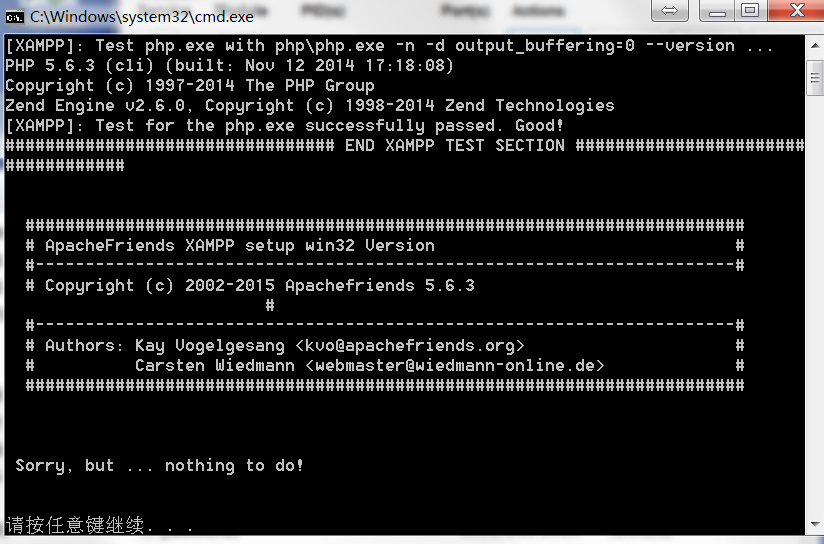 C:\Windows\system32\cmd.exe
[XAMPP]: Test php.exe with php\php.exe -n -d output_buffering=0 --version ...
PHP 5.6.3 (cli) (built: Nov 12 2014 17:18:08)
Copyright (c) 1997-2014 The PHP Group
Zend Engine v2.6.0, Copyright (c) 1998-2014 Zend Technologies
[XAMPP]: Test for the php.exe successfully passed. Good!
################################# END XAMPP TEST SECTION #######################
############
########################################################################
# ApacheFriends XAMPP setup win32 Version #
#----------------------------------------------------------------------#
# Copyright (c) 2002-2015 Apachefriends 5.6.3
#
#----------------------------------------------------------------------#
# Authors: Kay Vogelgesang <kvo@apachefriends.org> #
# Carsten Wiedmann <webmaster@wiedmann-online.de> #
########################################################################
Sorry, but ... nothing to do!
请按任意键继续. . .